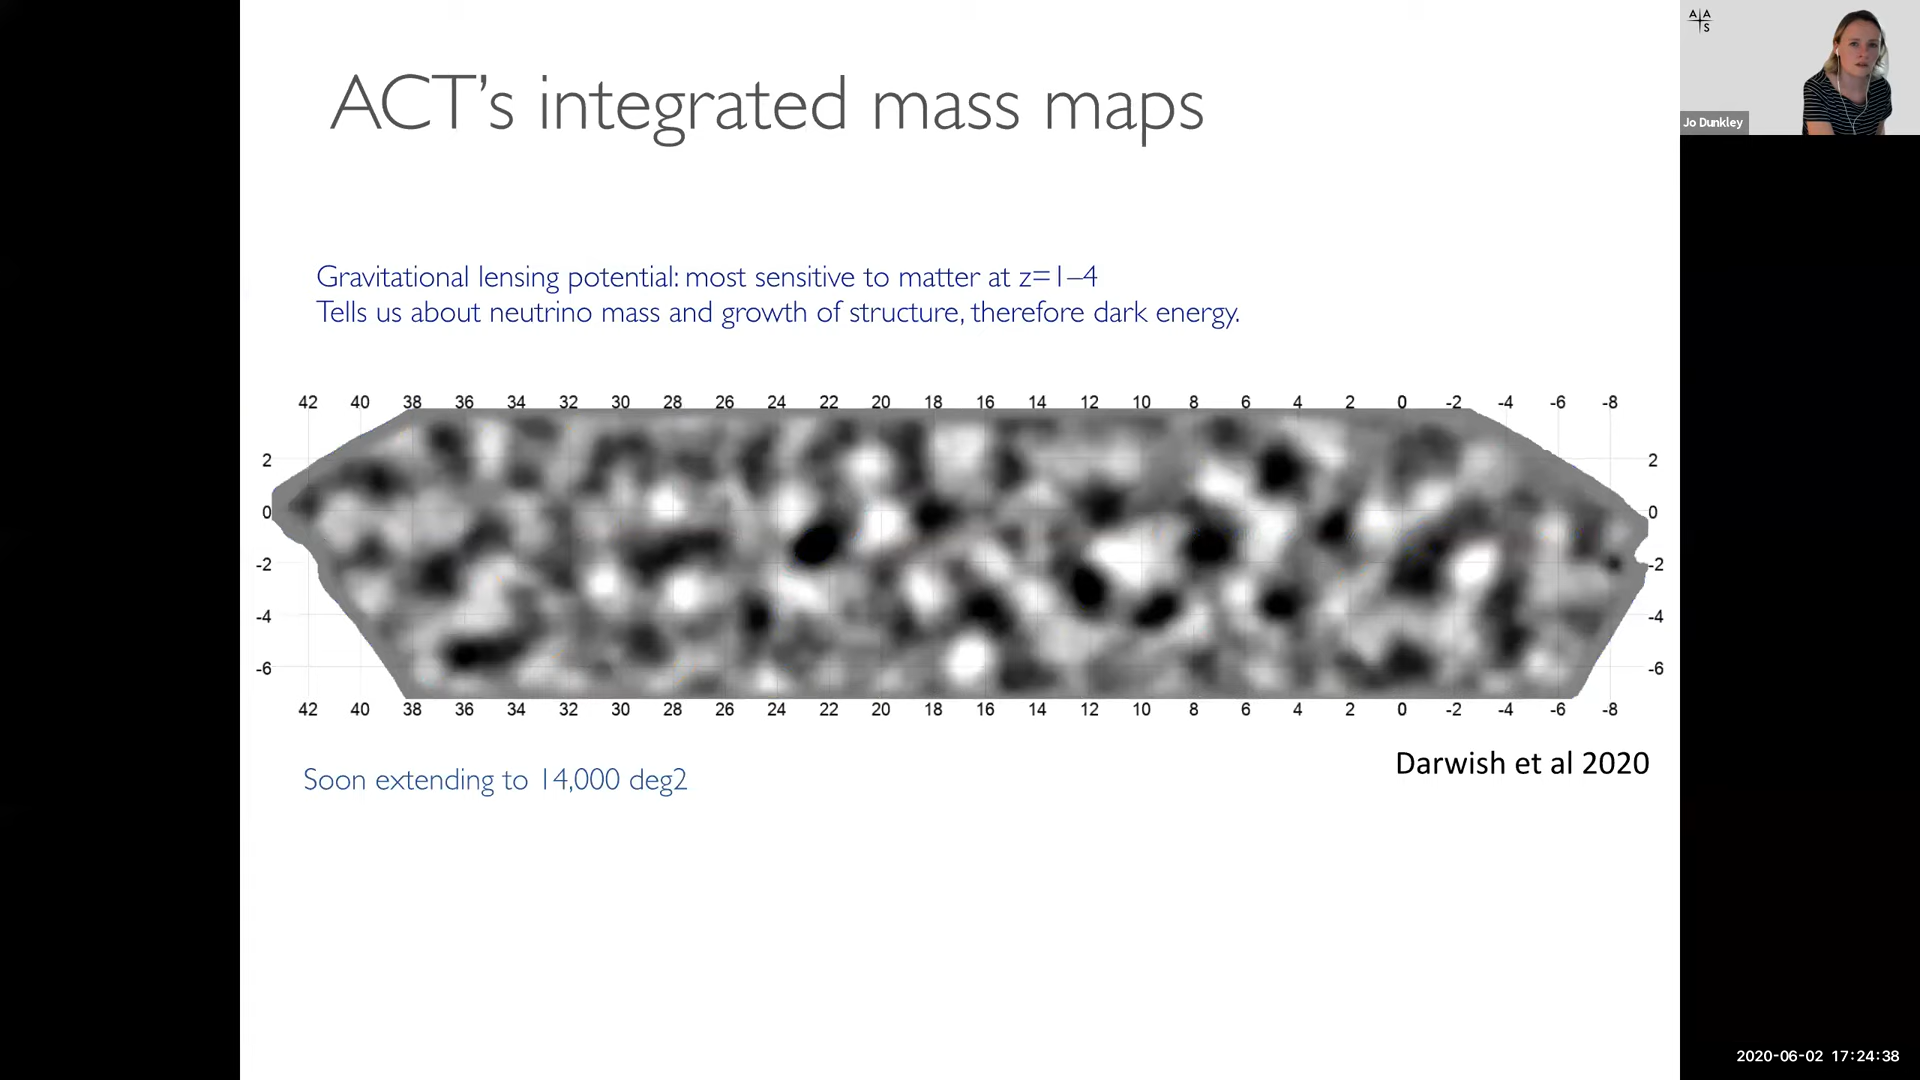 ACT’s integrated mass maps
A A
S
Jo Dunkley
Gravitational lensing potential: most sensitive to matter at z=1–4
Tells us about neutrino mass and growth of structure, therefore dark energy.
42 40 38 36 34 32 30 28 26 24 22 20 18 16 14 12 10 8 6 4 2 0 -2 -4 -6 -8
2 2
0 0
-2 -2
-4 -4
-6 -6
42 40 38 36 34 32 30 28 26 24 22 20 18 16 14 12 10 8 6 4 2 0 -2 -4 -6 -8
Darwish et al 2020
Soon extending to 14,000 deg2
2020-06-02 17:24:38